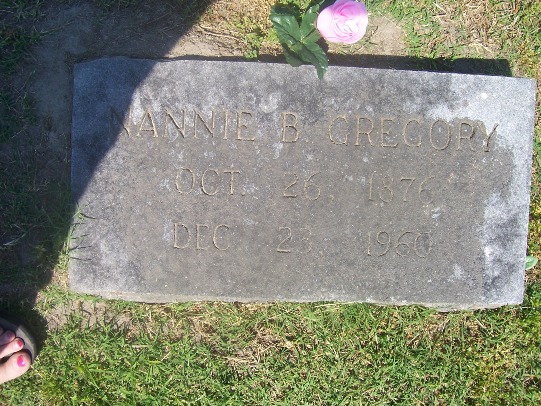 NANNIE B. GREGORY
OCT. 26, 1876
DEC. 23, 1960